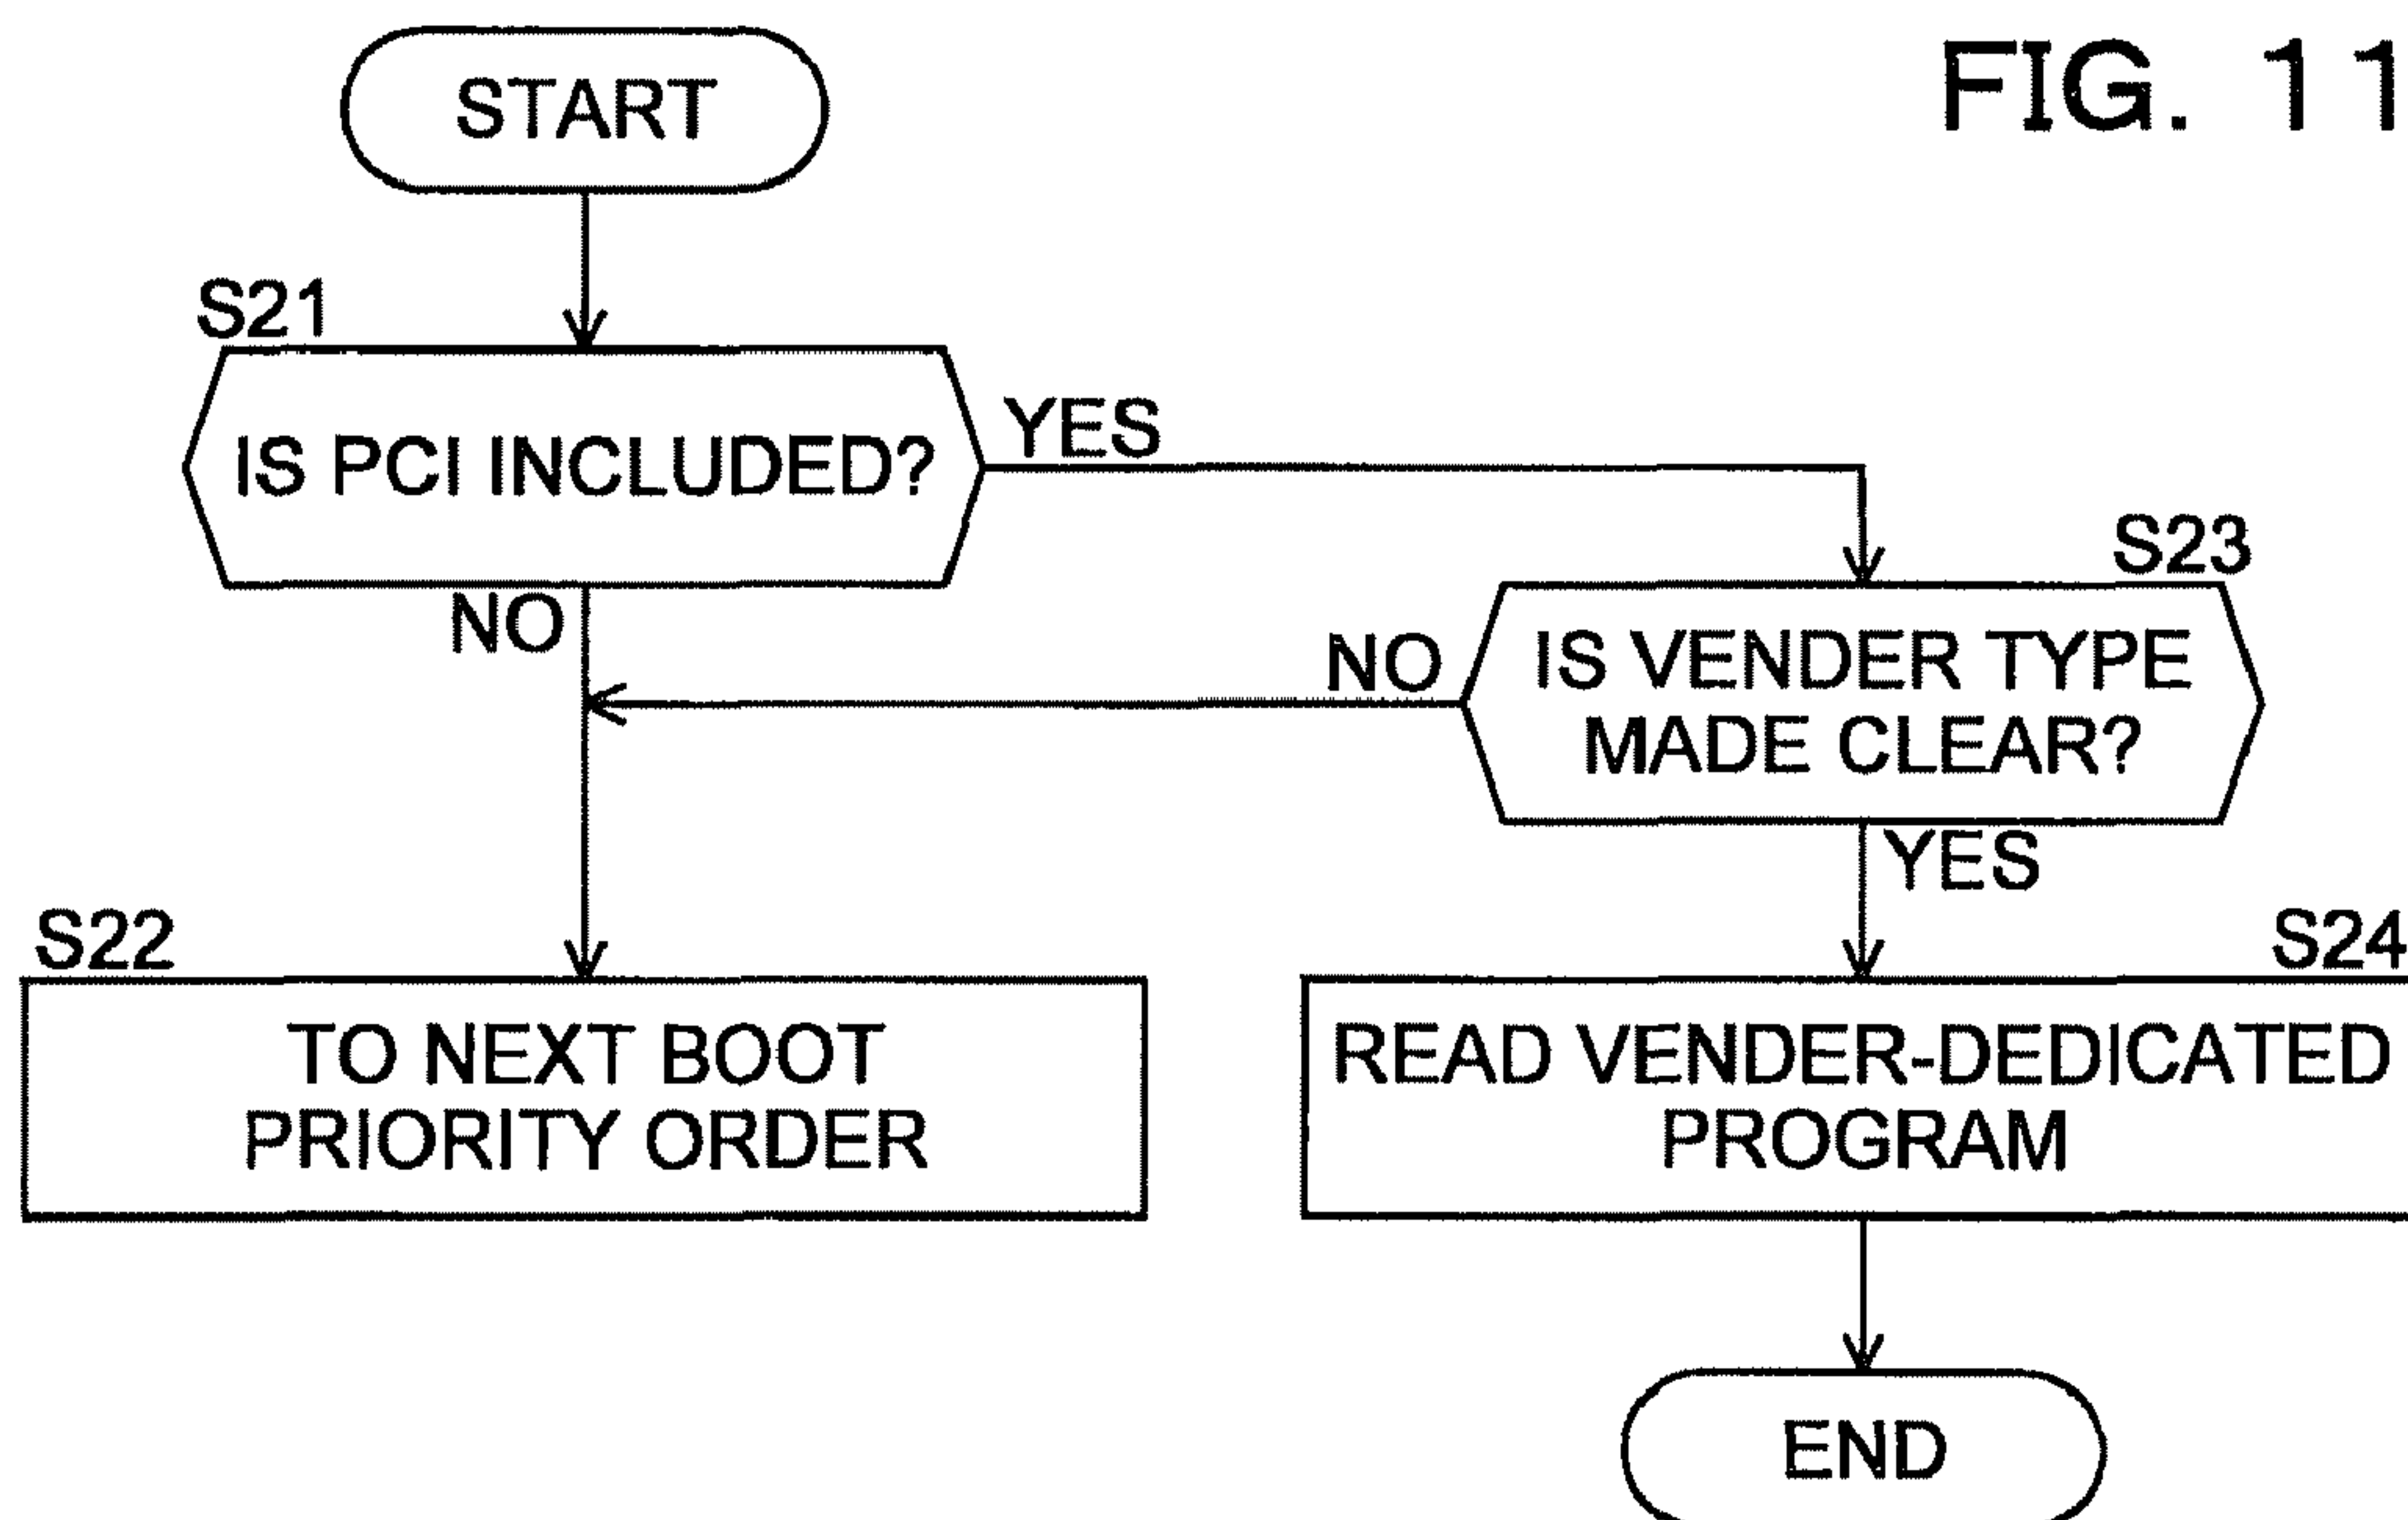 FIG. 11
START
S21
IS PCI INCLUDED?
YES
NO
S23
IS VENDER TYPE
MADE CLEAR?
NO
YES
S22
TO NEXT BOOT
PRIORITY ORDER
S24
READ VENDER-DEDICATED
PROGRAM
END